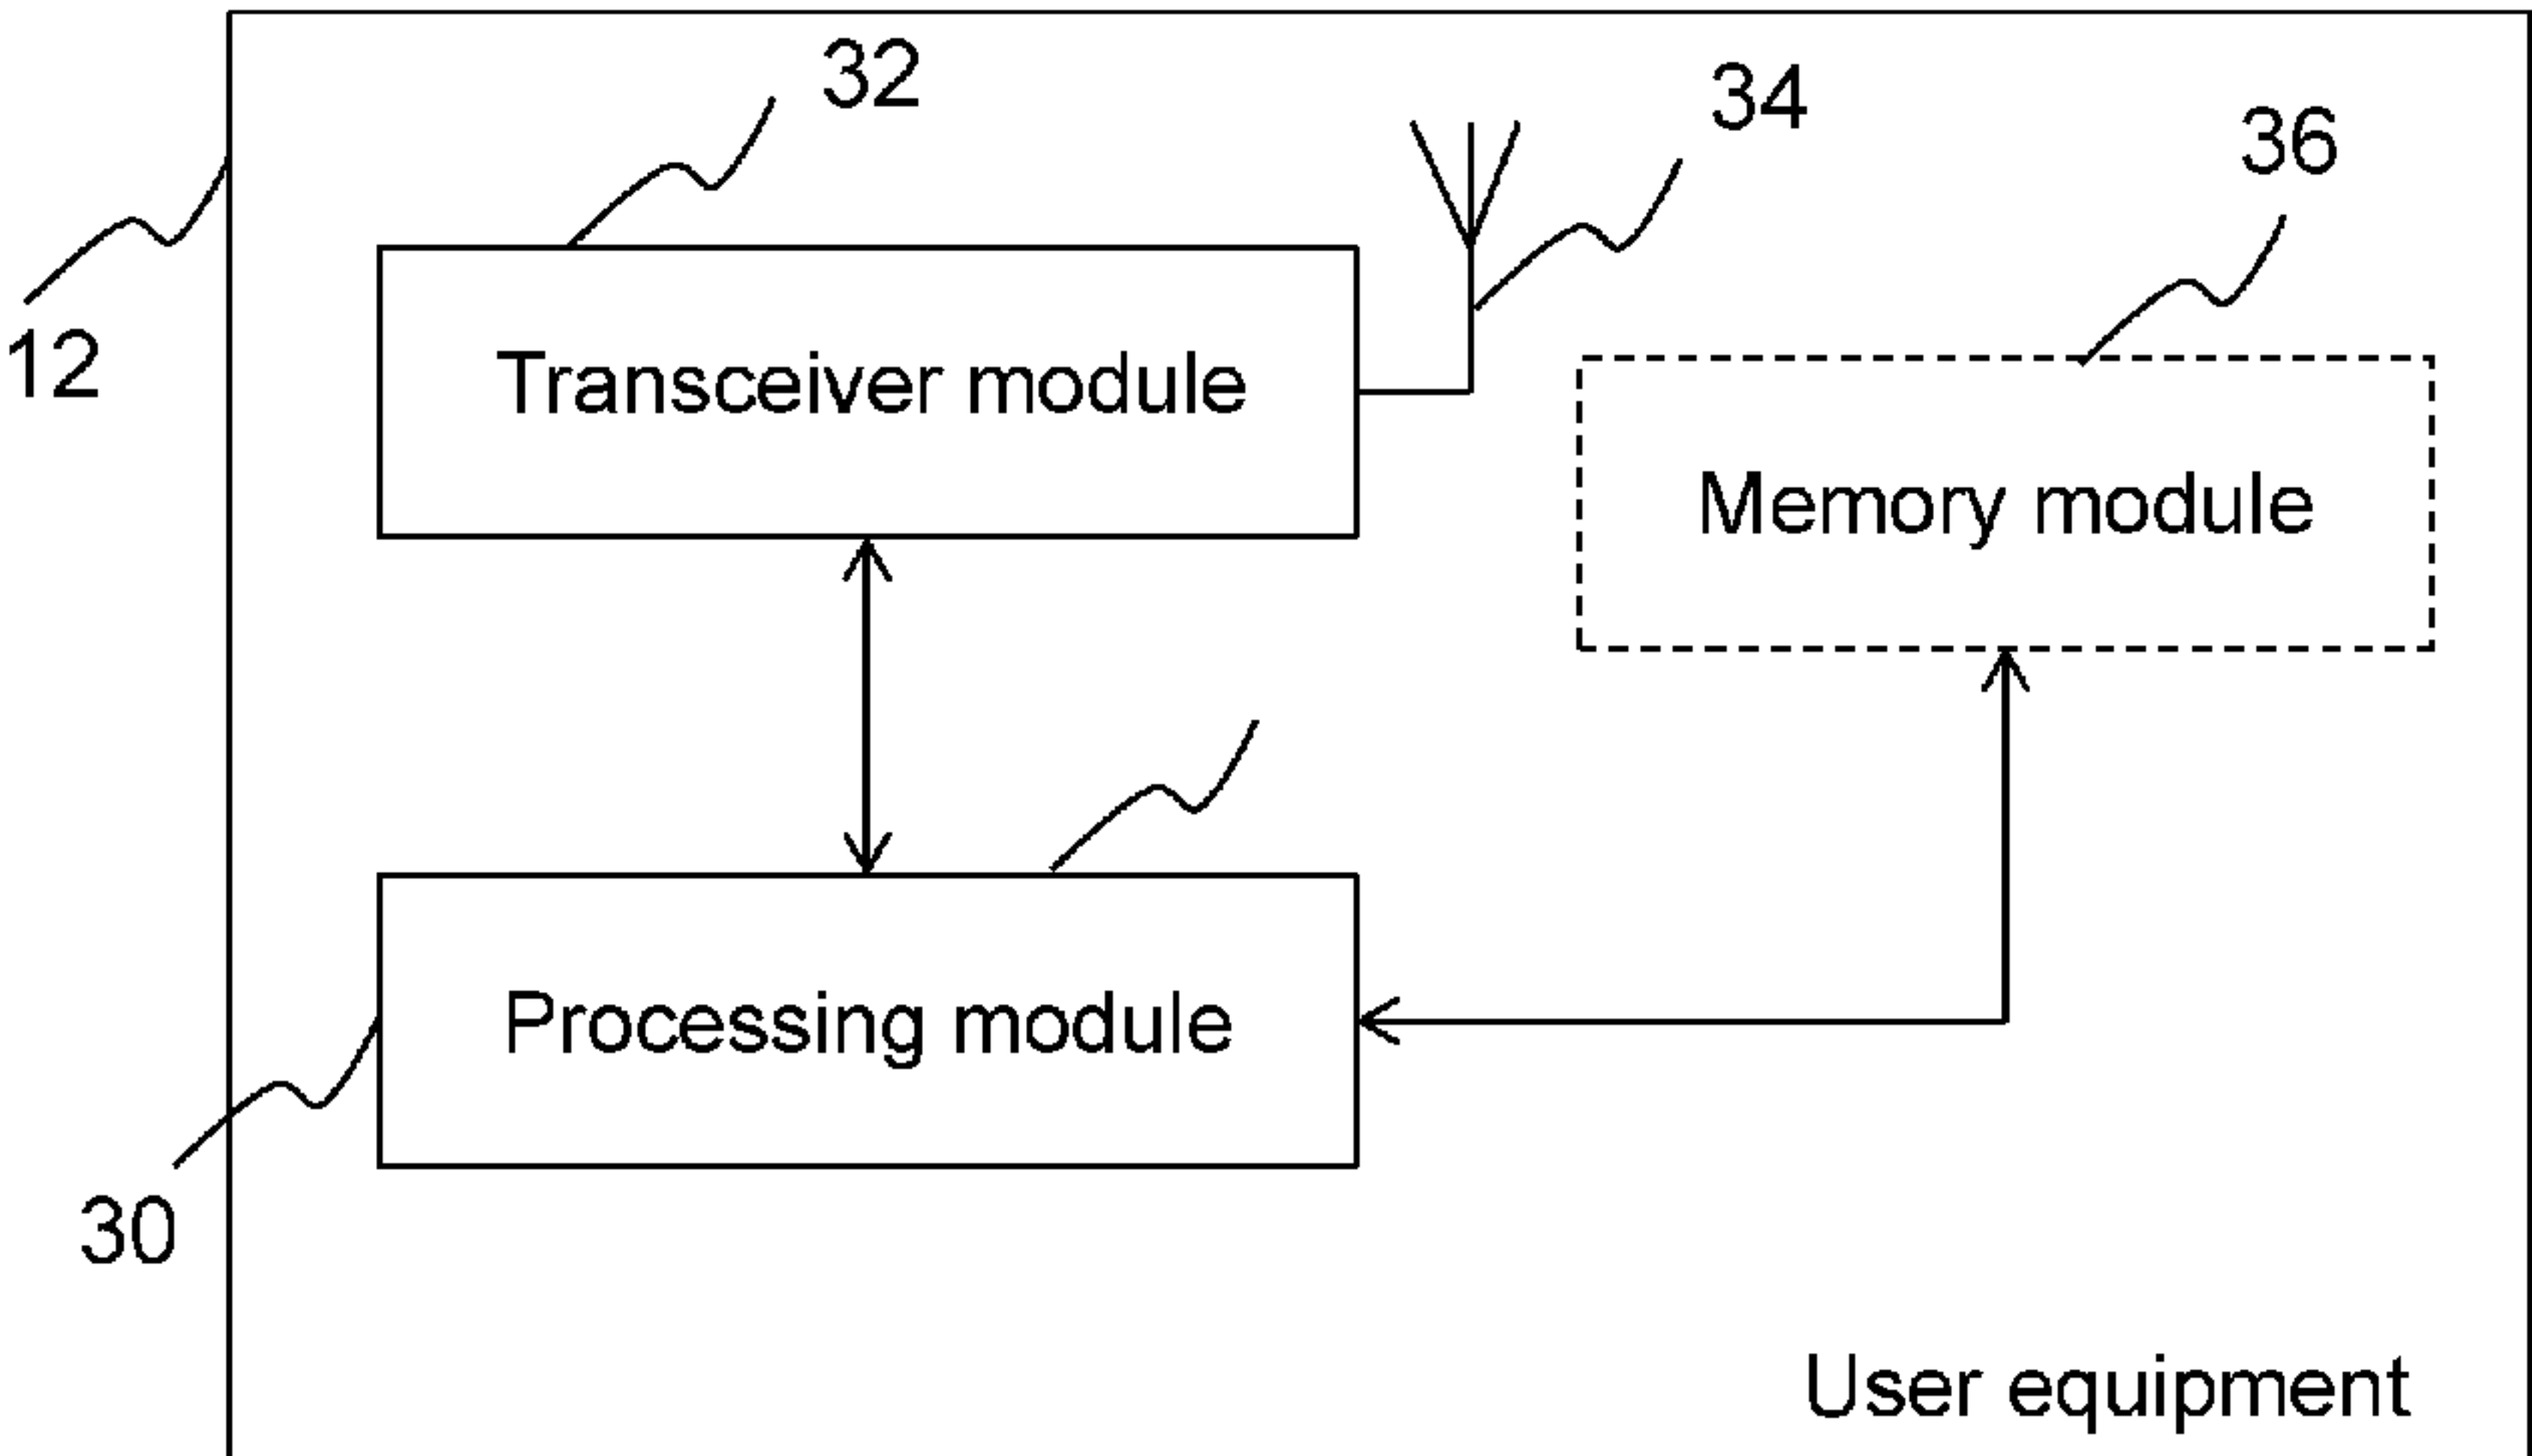 32
34
36
12
Transceiver module
Memory module
Processing module
30
User equipment